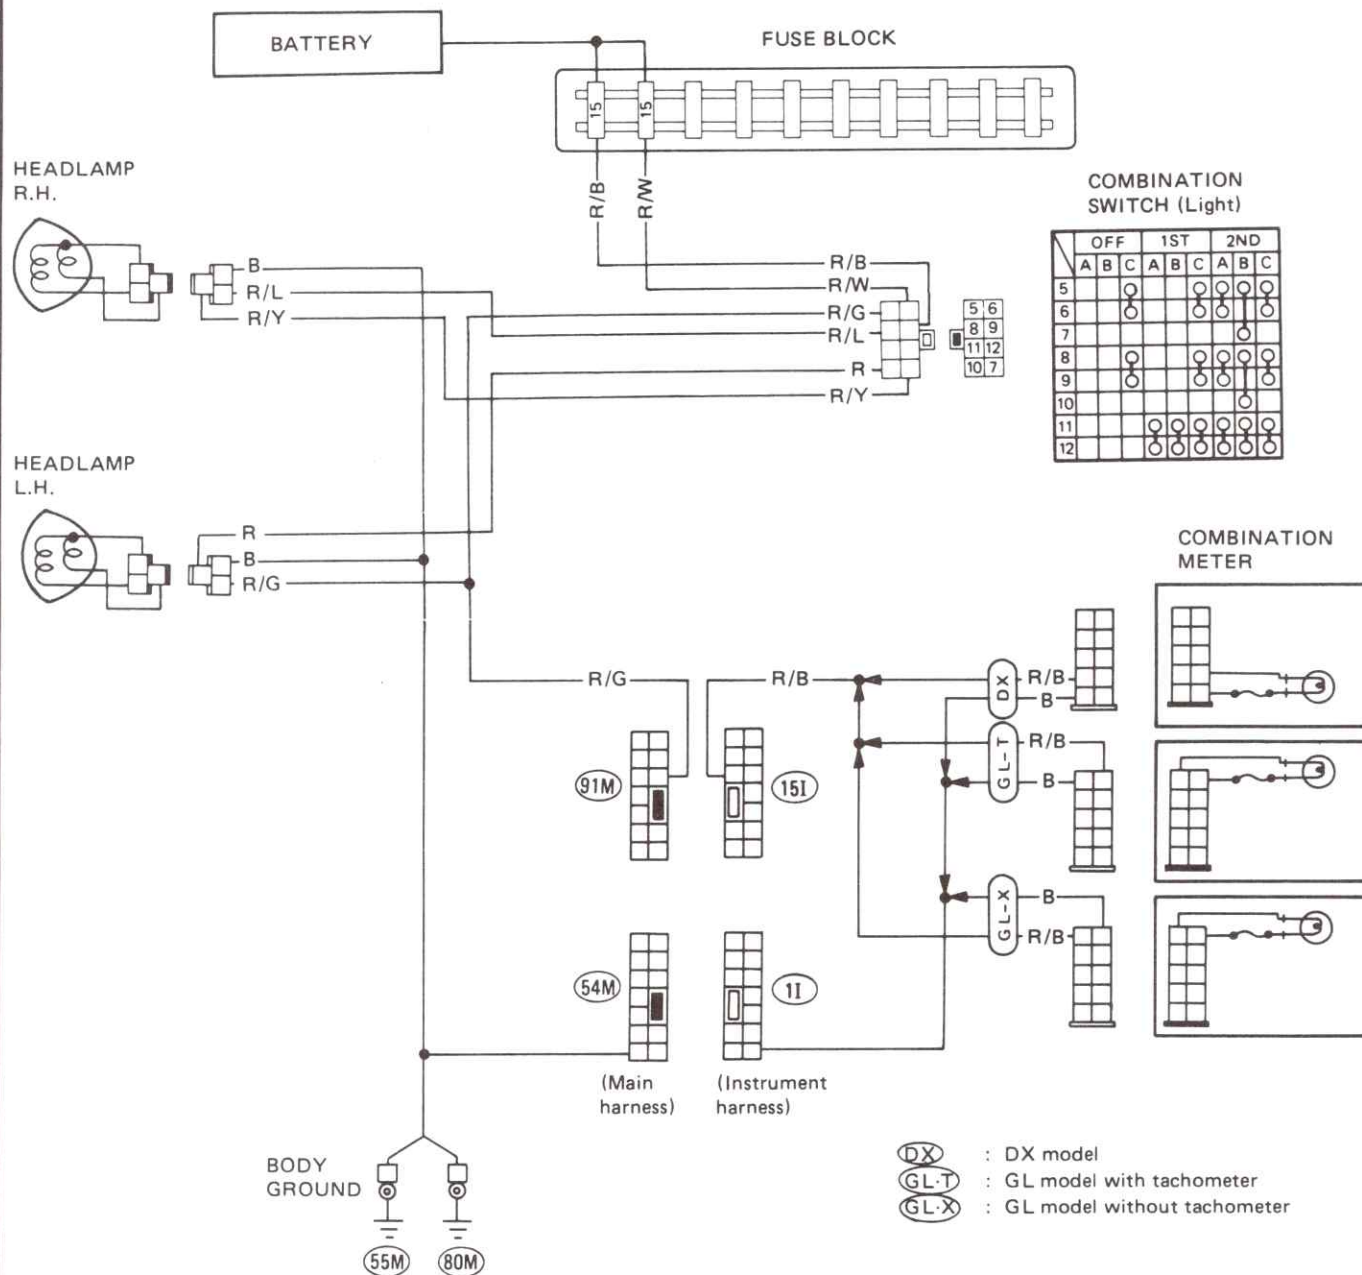 BATTERY
FUSE BLOCK
15
15
R/B
R/W
HEADLAMP
R.H.
B
R/L
R/Y
R/B
R/W
R/G
R/L
R
R/Y
5 6
8 9
11 12
10 7
COMBINATION
SWITCH (Light)
OFF 1ST 2ND
A B C A B C A B C
5
6
7
8
9
10
11
12
HEADLAMP
L.H.
R
B
R/G
COMBINATION
METER
R/G
R/B
DX
R/B
B
GL-T
R/B
B
91M
15I
GL-X
B
R/B
54M
1I
(Main
harness)
(Instrument
harness)
BODY
GROUND
55M
80M
DX : DX model
GL·T : GL model with tachometer
GL·X : GL model without tachometer